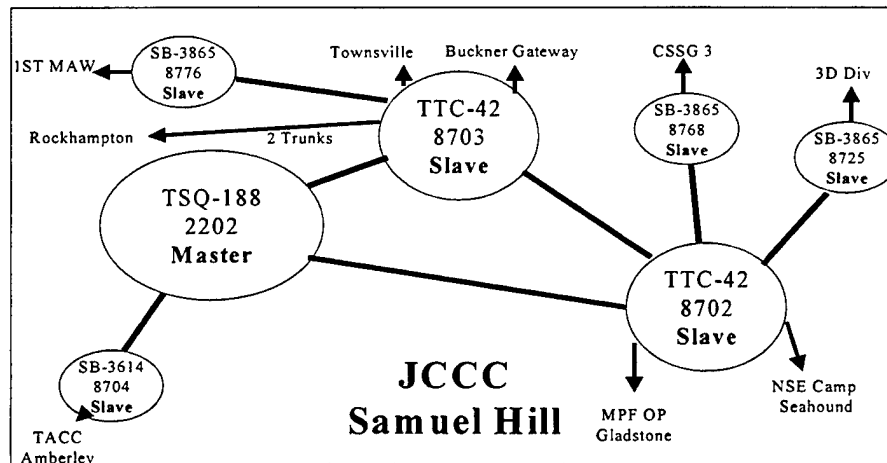 1ST MAW
SB-3865
8776
Slave
Townsville
Buckner Gateway
CSSG 3
3D Div
Rockhampton
2 Trunks
TTC-42
8703
Slave
SB-3865
8768
Slave
SB-3865
8725
Slave
TSQ-188
2202
Master
TTC-42
8702
Slave
SB-3614
8704
Slave
TACC
Amberley
JCCC
Samuel Hill
MPF OP
Gladstone
NSE Camp
Seahound